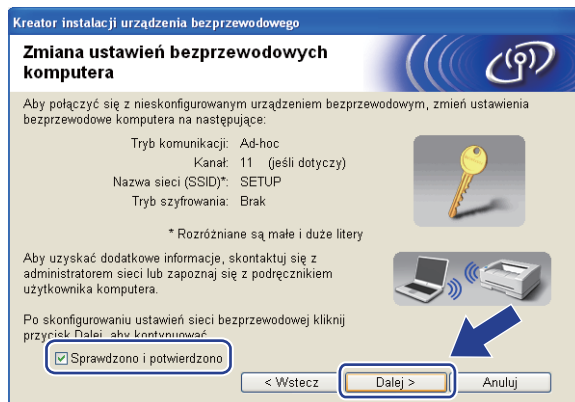 Kreator instalacji urządzenia bezprzewodowego
Zmiana ustawień bezprzewodowych
komputera
Aby połączyć się z nieskonfigurowanym urządzeniem bezprzewodowym, zmień ustawienia
bezprzewodowe komputera na następujące:
Tryb komunikacji: Ad-hoc
Kanał: 11 (jeśli dotyczy)
Nazwa sieci (SSID)*: SETUP
Tryb szyfrowania: Brak
* Rozróżniane są małe i duże litery
Aby uzyskać dodatkowe informacje, skontaktuj się z
administratorem sieci lub zapoznaj się z podręcznikiem
użytkownika komputera.
Po skonfigurowaniu ustawień sieci bezprzewodowej kliknij
przycisk Dalej, aby kontynuować
Sprawdzono i potwierdzono
< Wstecz Dalej > Anuluj